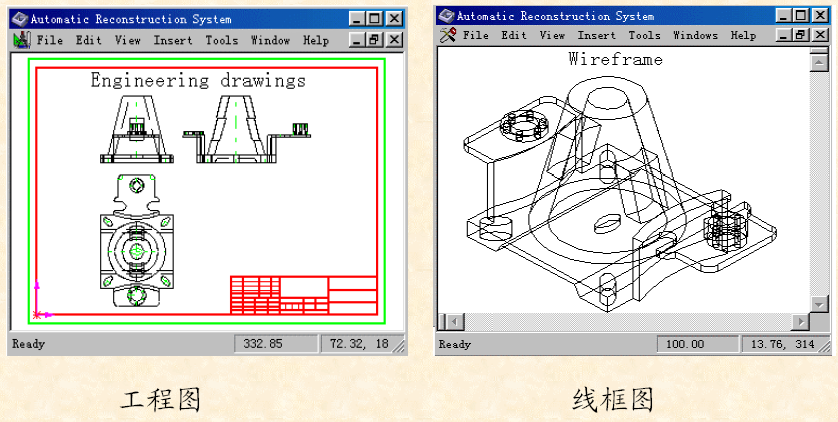 Automatic Reconstruction System
File Edit View Insert Tools Window Help
Engineering drawings
Ready 332.85 72.32, 18
工程图
Automatic Reconstruction System
File Edit View Insert Tools Windows Help
Wireframe
Ready 100.00 13.76, 314
线框图